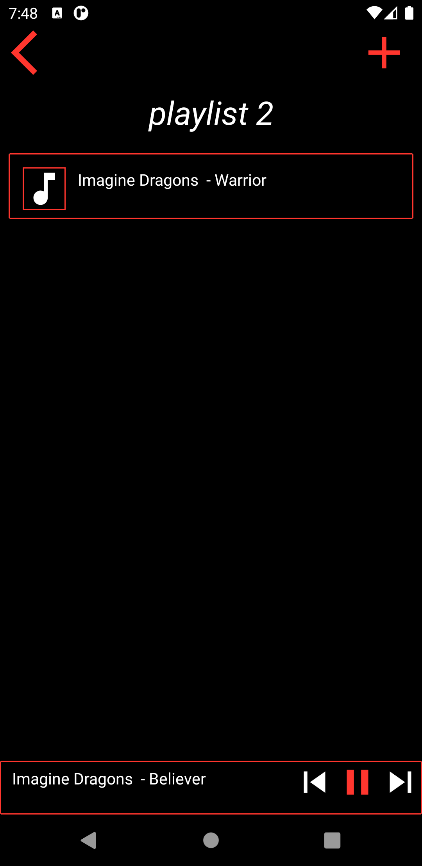 7:48
playlist 2
Imagine Dragons  - Warrior
Imagine Dragons  - Believer